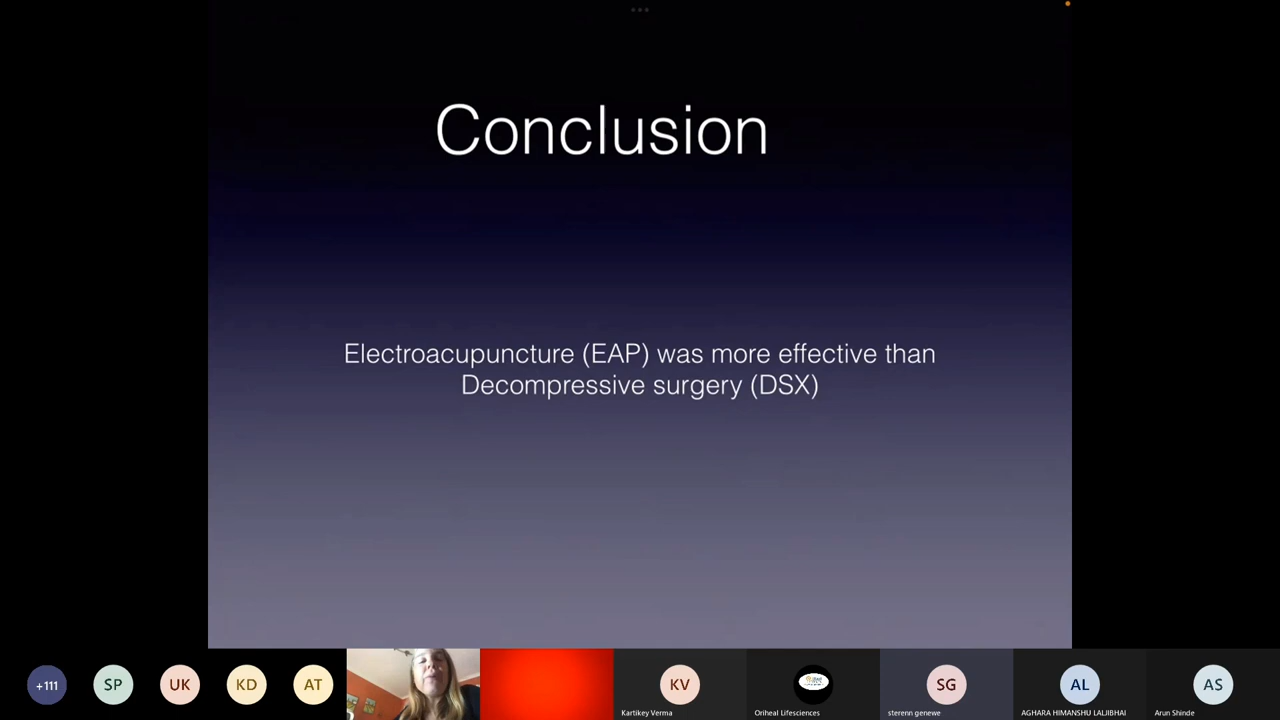 Conclusion
Electroacupuncture (EAP) was more effective than
Decompressive surgery (DSX)
+111
SP
UK
KD
AT
KV
SG
AL
AS
Kartikey Verma
Oriheal Lifesciences
sterenn genewe
AGHARA HIMANSHU LALJIBHAI
Arun Shinde